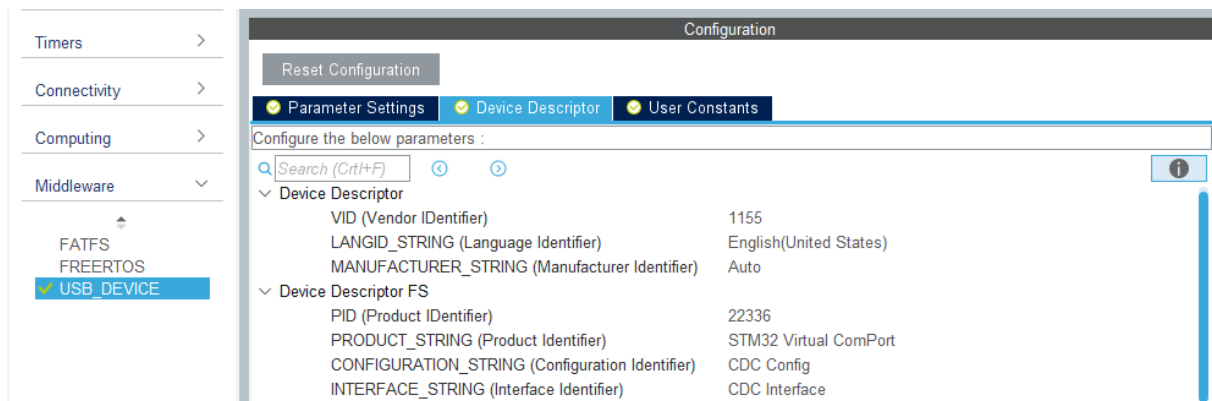 Timers
Connectivity
Computing
Middleware
FATFS
FREERTOS
USB_DEVICE
Configuration
Reset Configuration
Parameter Settings Device Descriptor User Constants
Configure the below parameters :
Search (Crtl+F)
Device Descriptor
VID (Vendor IDentifier) 1155
LANGID_STRING (Language Identifier) English(United States)
MANUFACTURER_STRING (Manufacturer Identifier) Auto
Device Descriptor FS
PID (Product IDentifier) 22336
PRODUCT_STRING (Product Identifier) STM32 Virtual ComPort
CONFIGURATION_STRING (Configuration Identifier) CDC Config
INTERFACE_STRING (Interface Identifier) CDC Interface